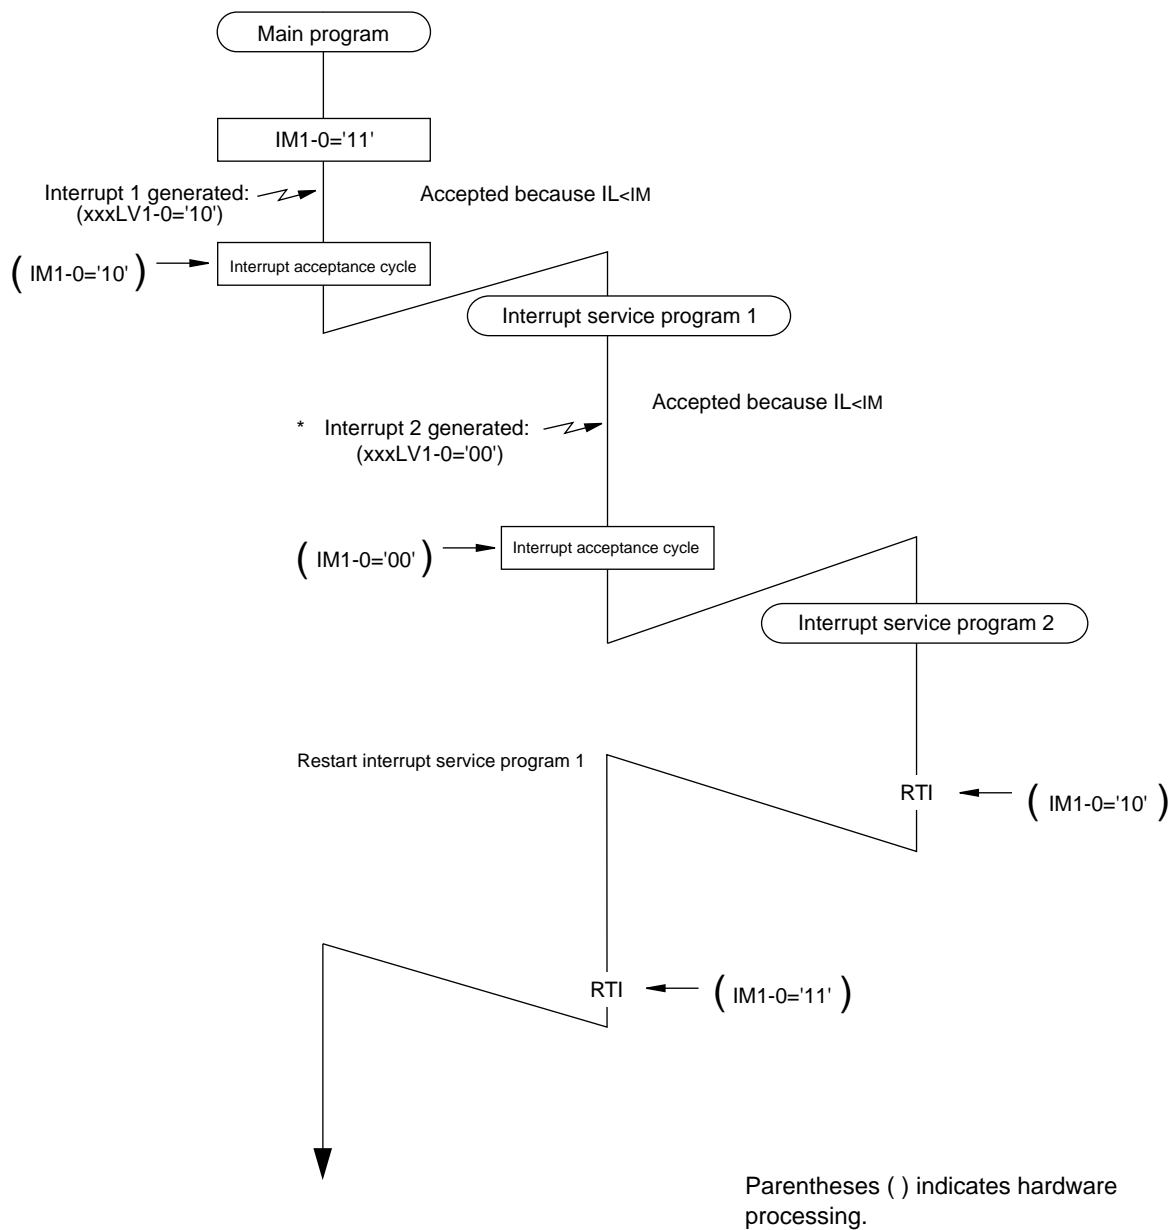 Main program
IM1-0='11'
Interrupt 1 generated:
(xxxLV1-0='10')
Accepted because IL<IM
( IM1-0='10' )
Interrupt acceptance cycle
Interrupt service program 1
Accepted because IL<IM
* Interrupt 2 generated:
(xxxLV1-0='00')
( IM1-0='00' )
Interrupt acceptance cycle
Interrupt service program 2
Restart interrupt service program 1
RTI
( IM1-0='10' )
RTI
( IM1-0='11' )
Parentheses ( ) indicates hardware
processing.